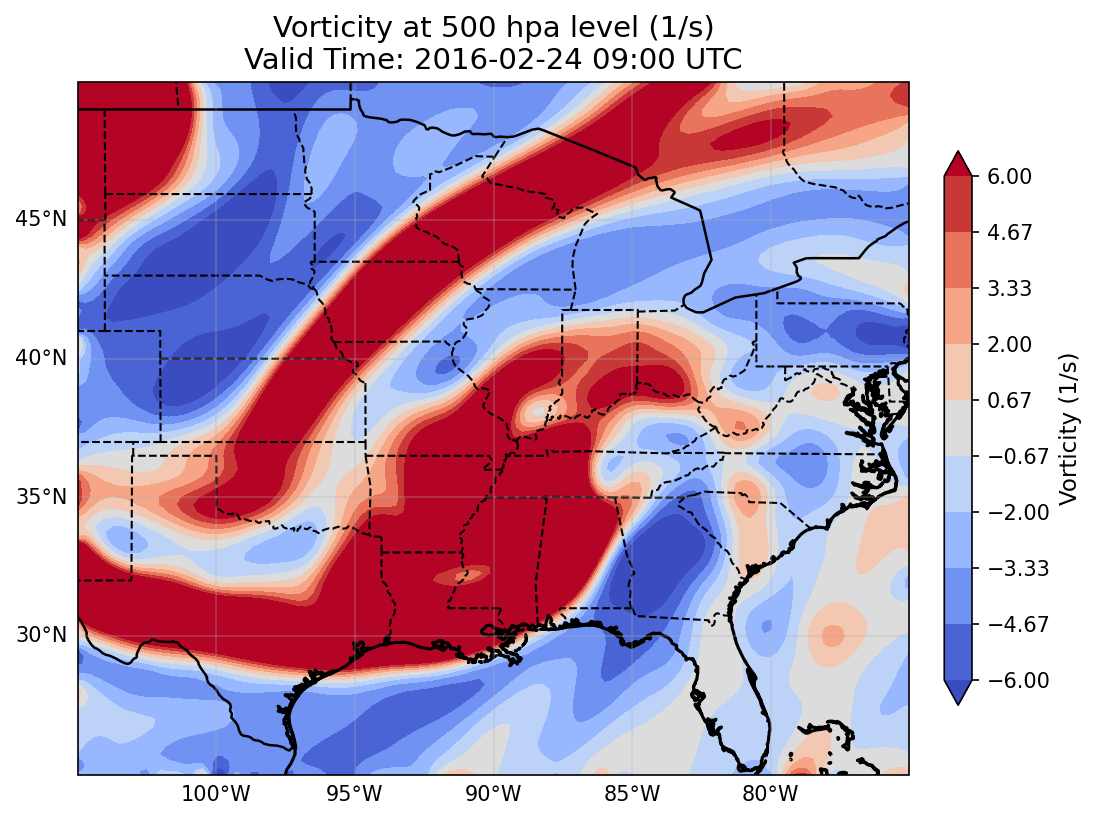 Vorticity at 500 hpa level (1/s)
Valid Time: 2016-02-24 09:00 UTC
45°N
40°N
35°N
30°N
100°W
95°W
90°W
85°W
80°W
6.00
4.67
3.33
2.00
0.67
−0.67
−2.00
−3.33
−4.67
−6.00
Vorticity (1/s)